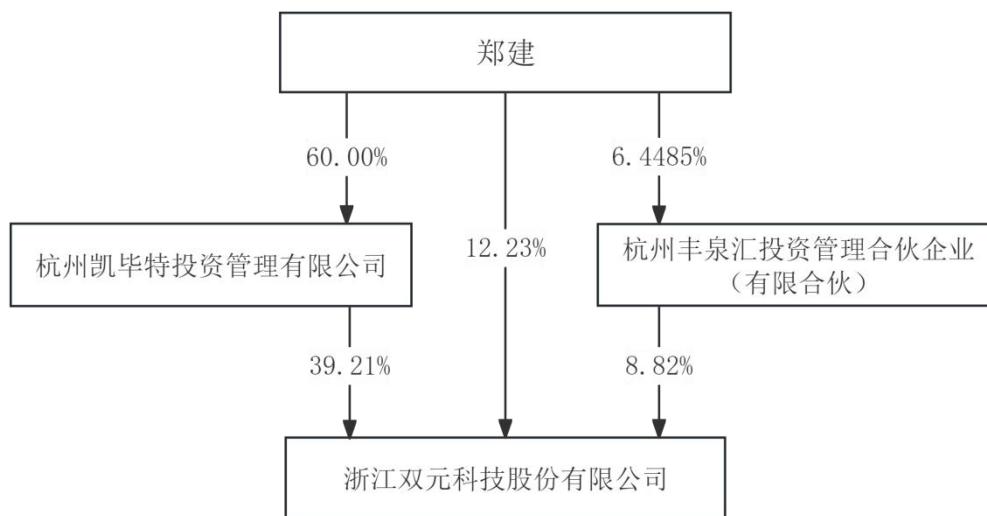 郑建
60.00%
6.4485%
杭州凯毕特投资管理有限公司
12.23%
杭州丰泉汇投资管理合伙企业
（有限合伙）
39.21%
8.82%
浙江双元科技股份有限公司